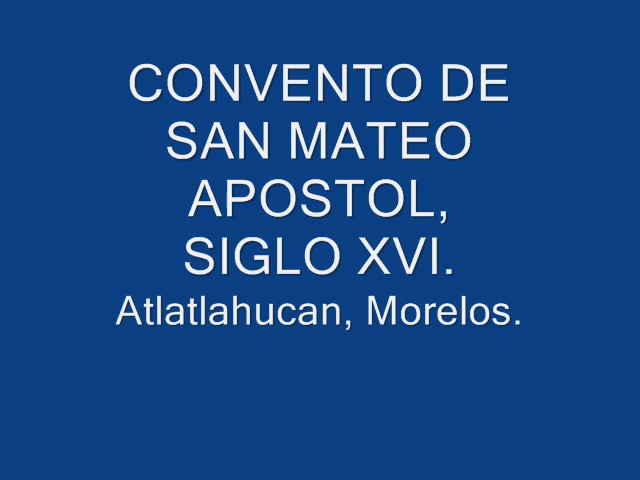 CONVENTO DE
SAN MATEO
APOSTOL,
SIGLO XVI.
Atlatlahucan, Morelos.